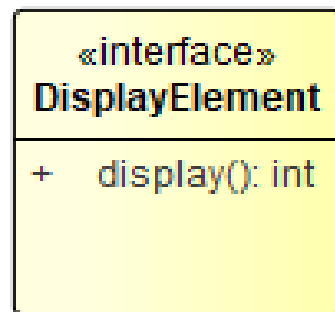 «interface»
DisplayElement
+ display(): int